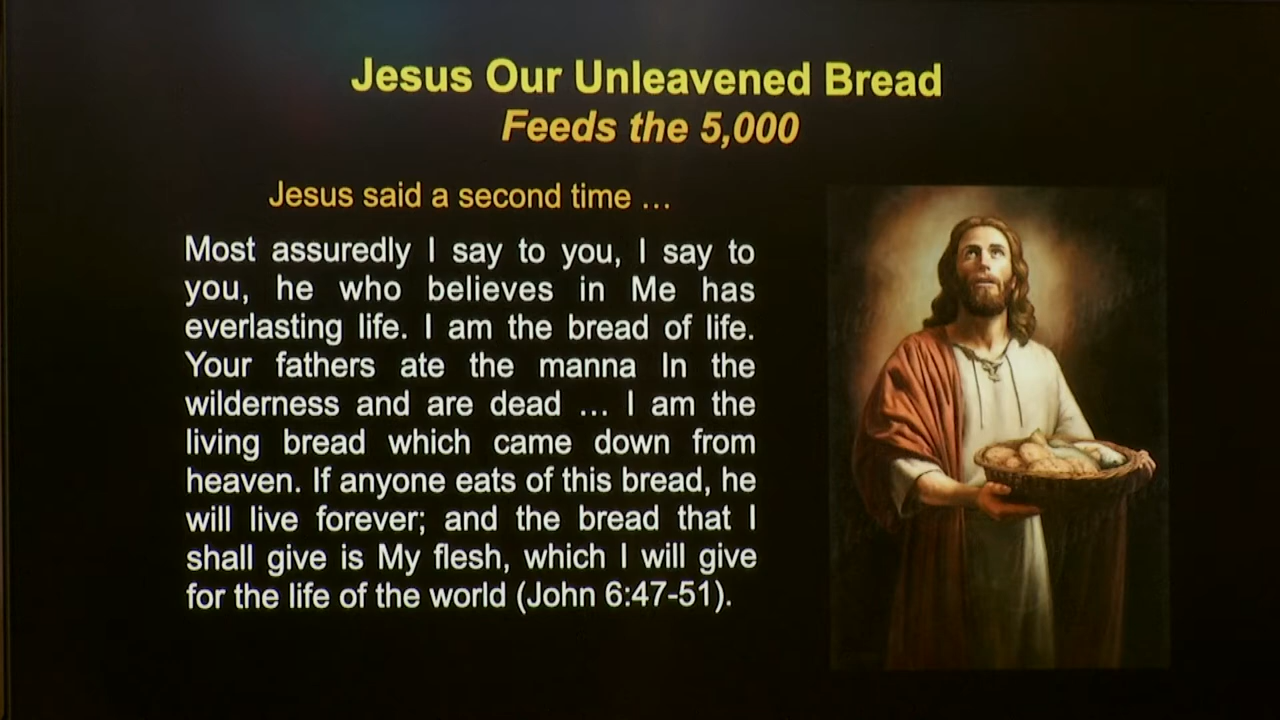 Jesus Our Unleavened Bread
Feeds the 5,000
Jesus said a second time …
Most assuredly I say to you, I say to
you, he who believes in Me has
everlasting life. I am the bread of life.
Your fathers ate the manna In the
wilderness and are dead … I am the
living bread which came down from
heaven. If anyone eats of this bread, he
will live forever; and the bread that I
shall give is My flesh, which I will give
for the life of the world (John 6:47-51).